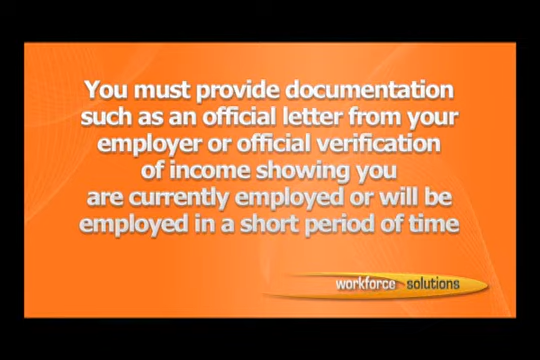 You must provide documentation
such as an official letter from your
employer or official verification
of income showing you
are currently employed or will be
employed in a short period of time
workforce solutions